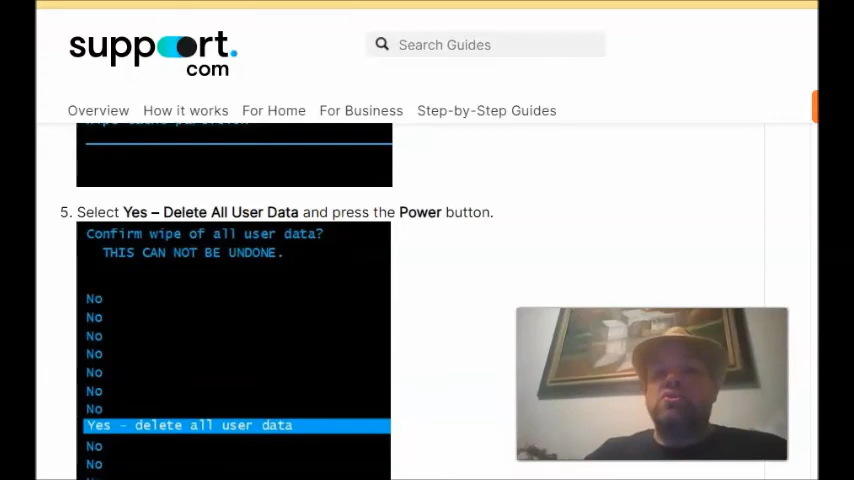 support.
com
Search Guides
Overview How it works For Home For Business Step-by-Step Guides
5. Select Yes – Delete All User Data and press the Power button.
Confirm wipe of all user data?
THIS CAN NOT BE UNDONE.
No
No
No
No
No
No
No
Yes - delete all user data
No
No